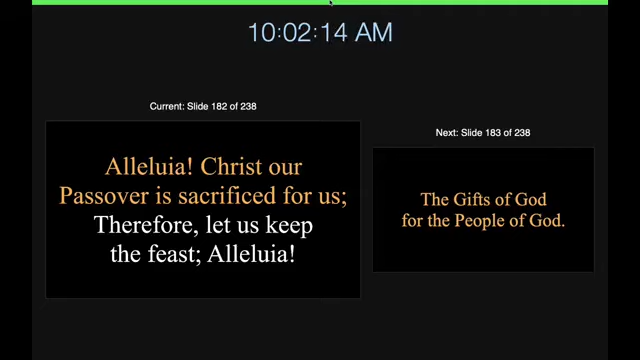 10:02:14 AM
Current: Slide 182 of 238
Alleluia! Christ our
Passover is sacrificed for us;
Therefore, let us keep
the feast; Alleluia!
Next: Slide 183 of 238
The Gifts of God
for the People of God.